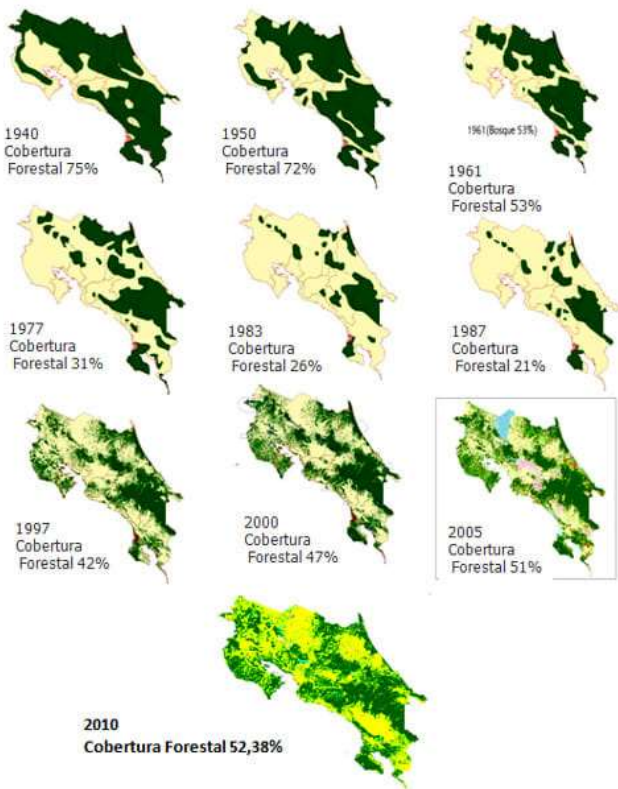 1940
Cobertura
Forestal 75%
1950
Cobertura
Forestal 72%
1961(Bosque 53%)
1961
Cobertura
Forestal 53%
1977
Cobertura
Forestal 31%
1983
Cobertura
Forestal 26%
1987
Cobertura
Forestal 21%
1997
Cobertura
Forestal 42%
2000
Cobertura
Forestal 47%
2005
Cobertura
Forestal 51%
2010
Cobertura Forestal 52,38%